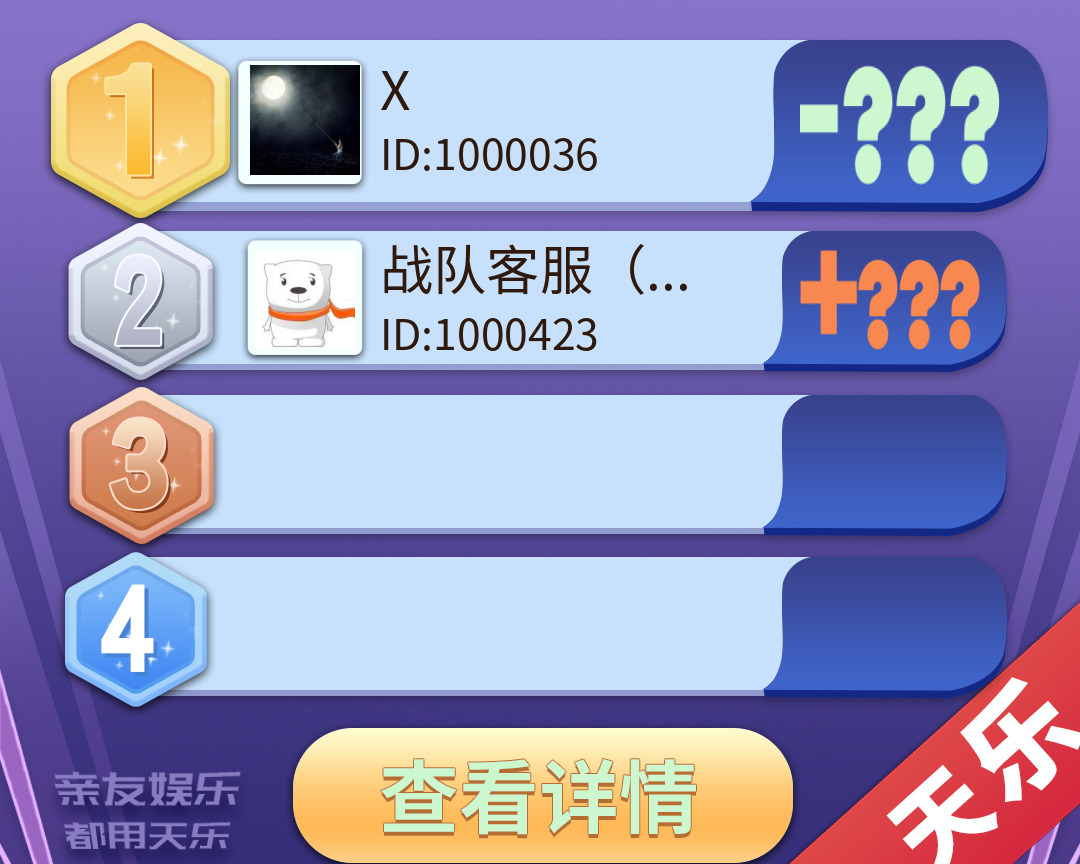 1
X
ID:1000036
-???
2
战队客服（...
ID:1000423
+???
3
4
查看详情
亲友娱乐
都用天乐
天乐